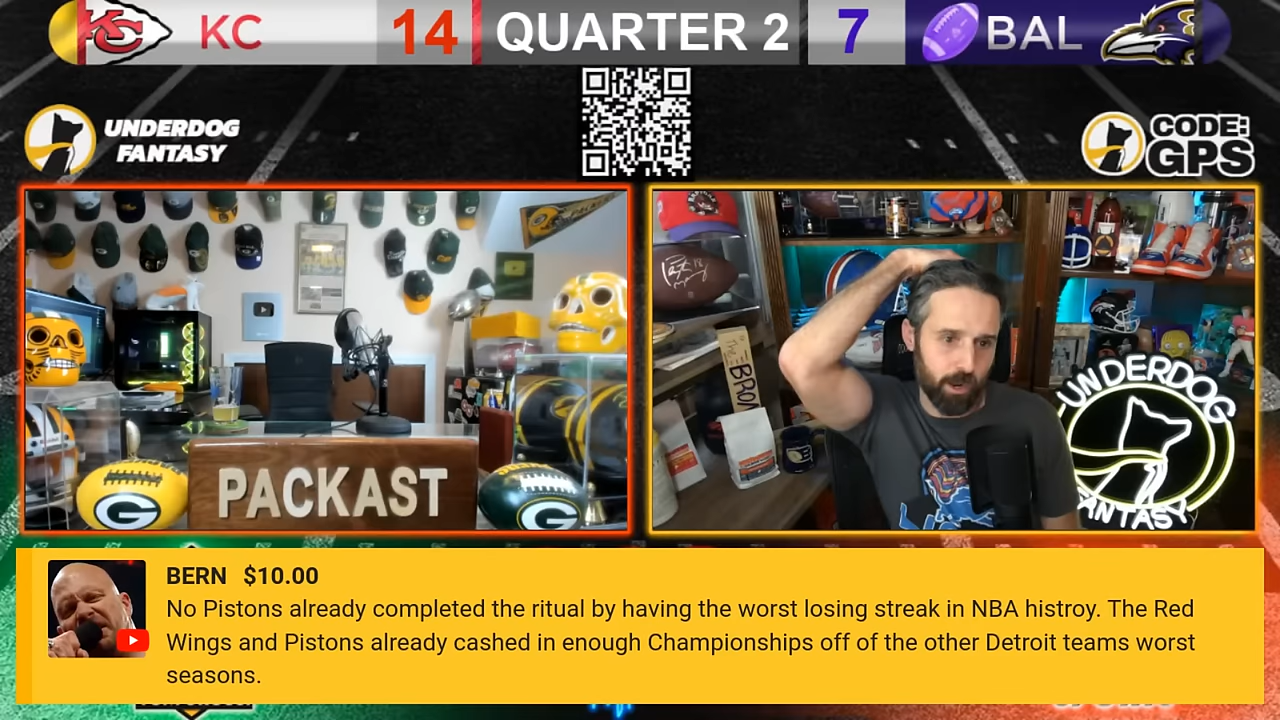 KC 14 QUARTER 2 7 BAL
UNDERDOG
FANTASY
CODE:
GPS
PACKAST
G
G
THE
UNDERDOG
FANTASY
BERN $10.00
No Pistons already completed the ritual by having the worst losing streak in NBA histroy. The Red
Wings and Pistons already cashed in enough Championships off of the other Detroit teams worst
seasons.